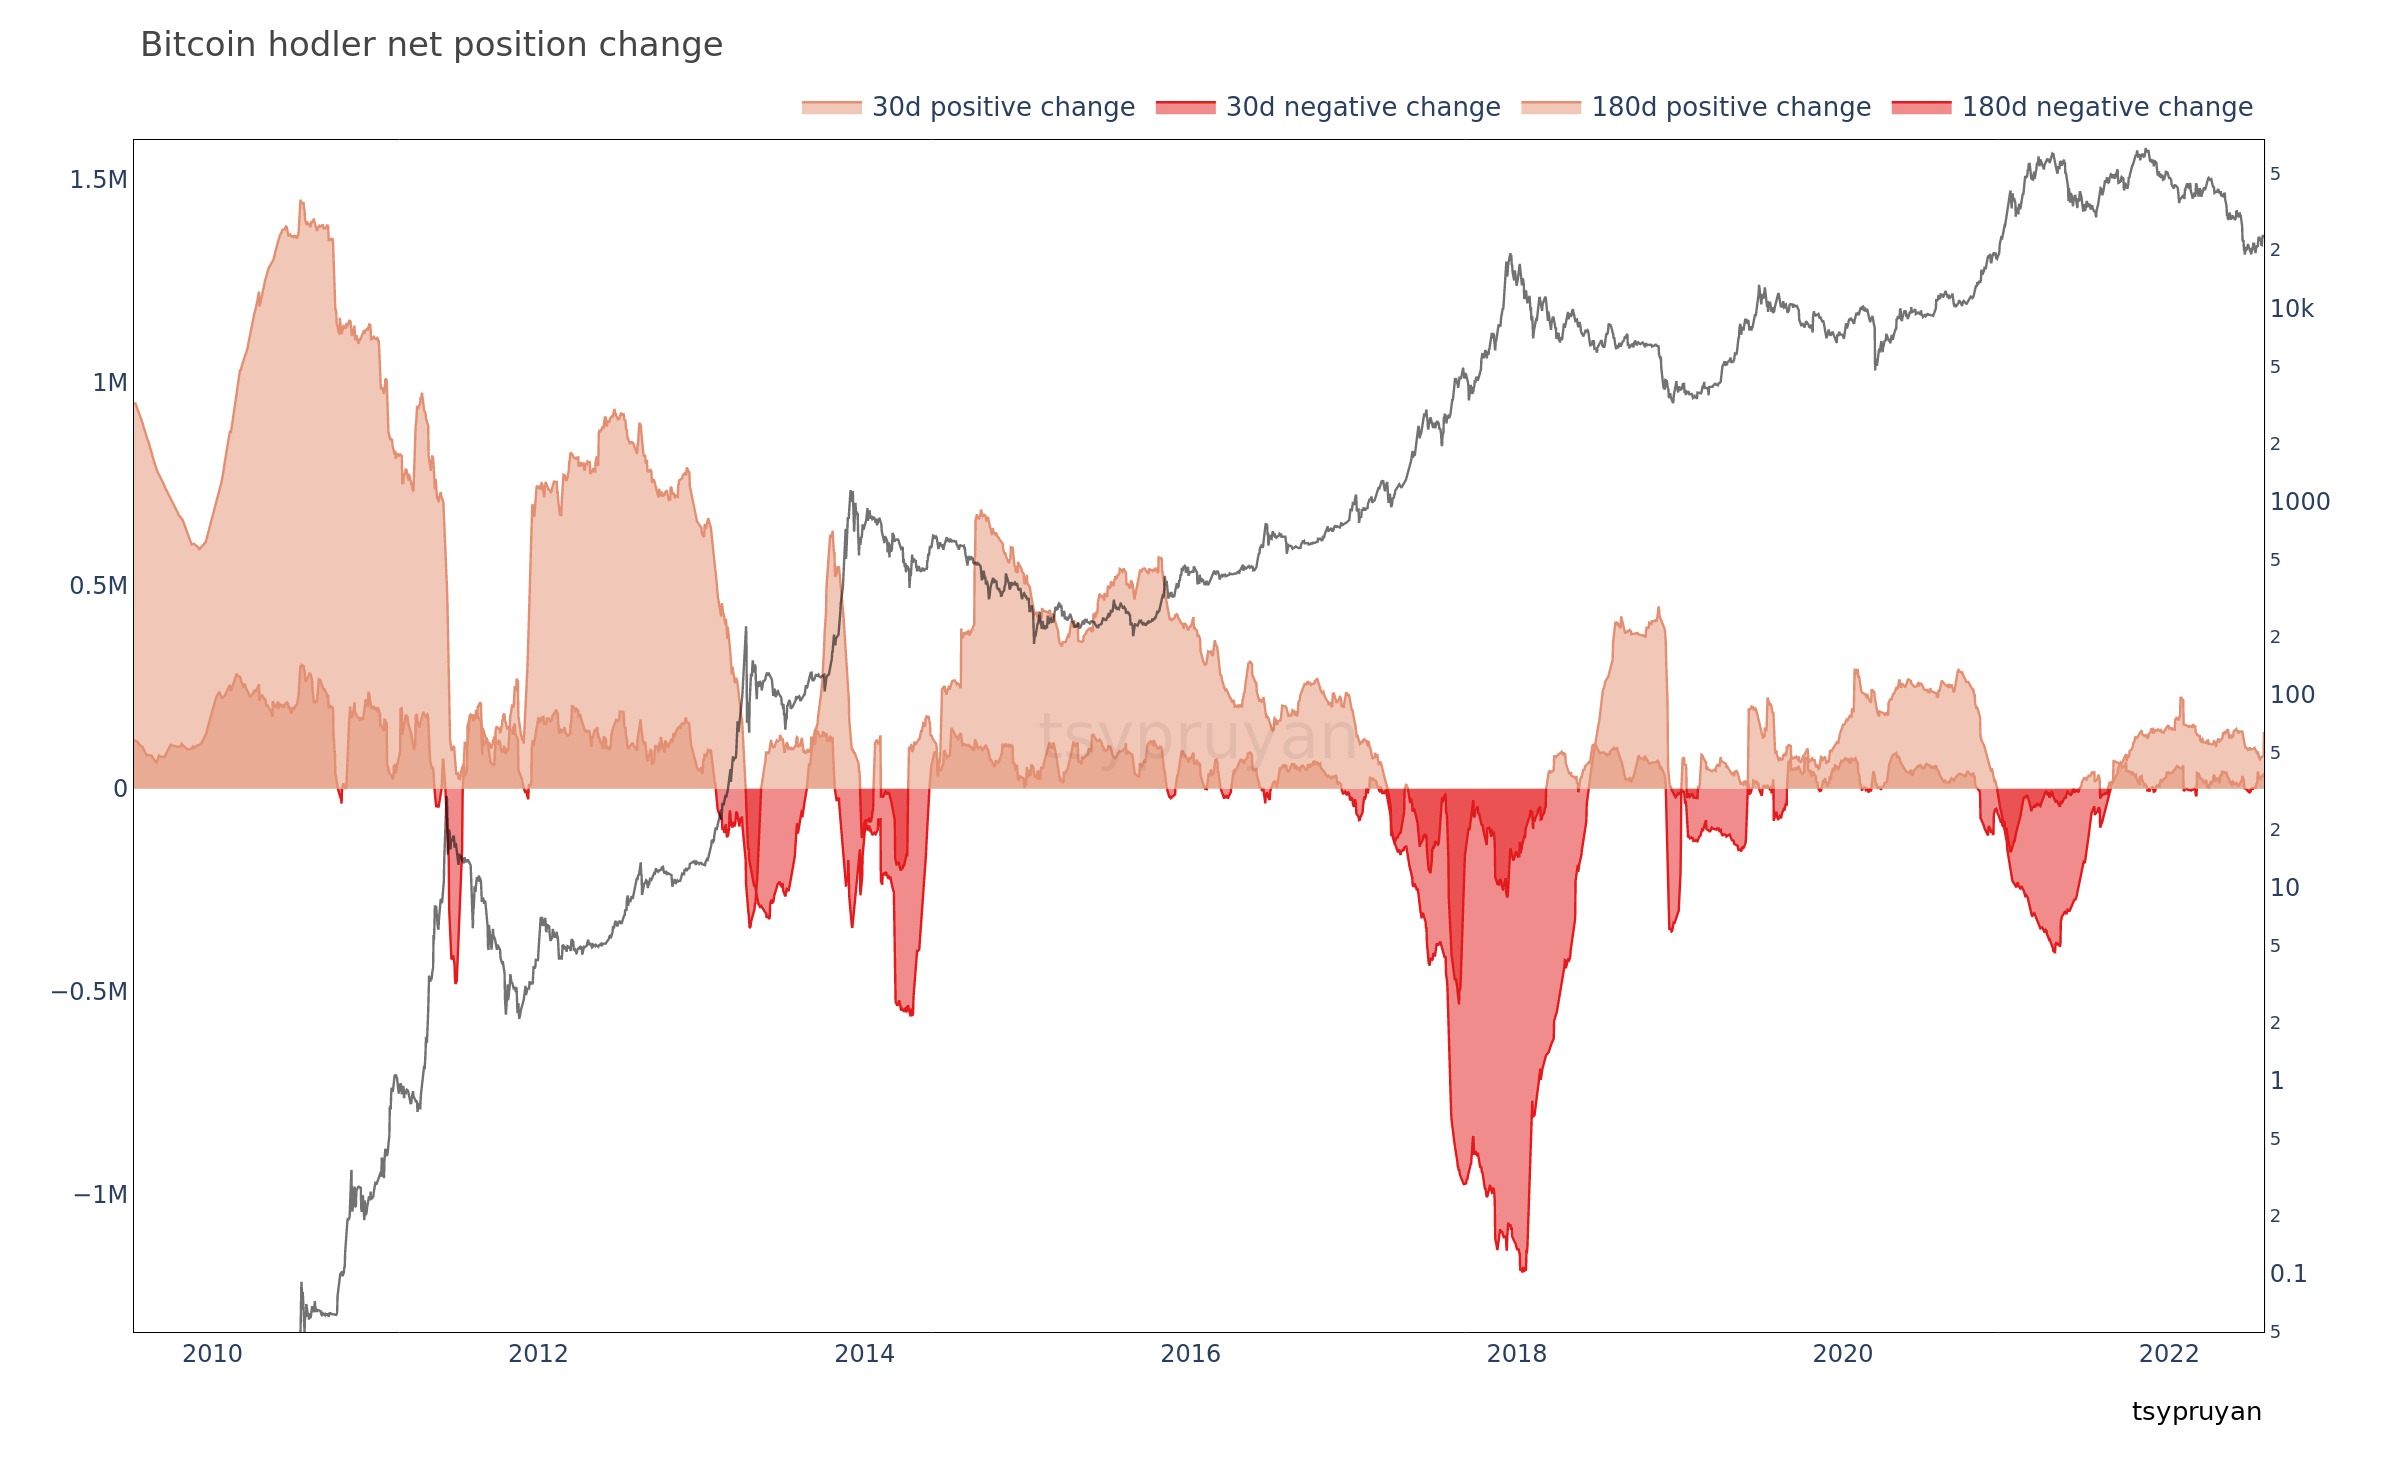 Bitcoin hodler net position change
30d positive change 30d negative change 180d positive change 180d negative change
1.5M
1M
0.5M
0
−0.5M
−1M
5
2
10k
5
2
1000
5
2
100
5
2
10
5
2
1
5
2
0.1
5
tsypruyan
2010 2012 2014 2016 2018 2020 2022
tsypruyan